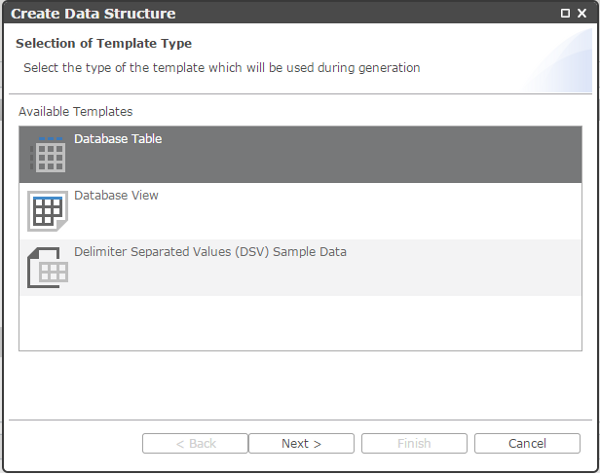 Create Data Structure
Selection of Template Type
Select the type of the template which will be used during generation
Available Templates
Database Table
Database View
Delimiter Separated Values (DSV) Sample Data
< Back
Next >
Finish
Cancel